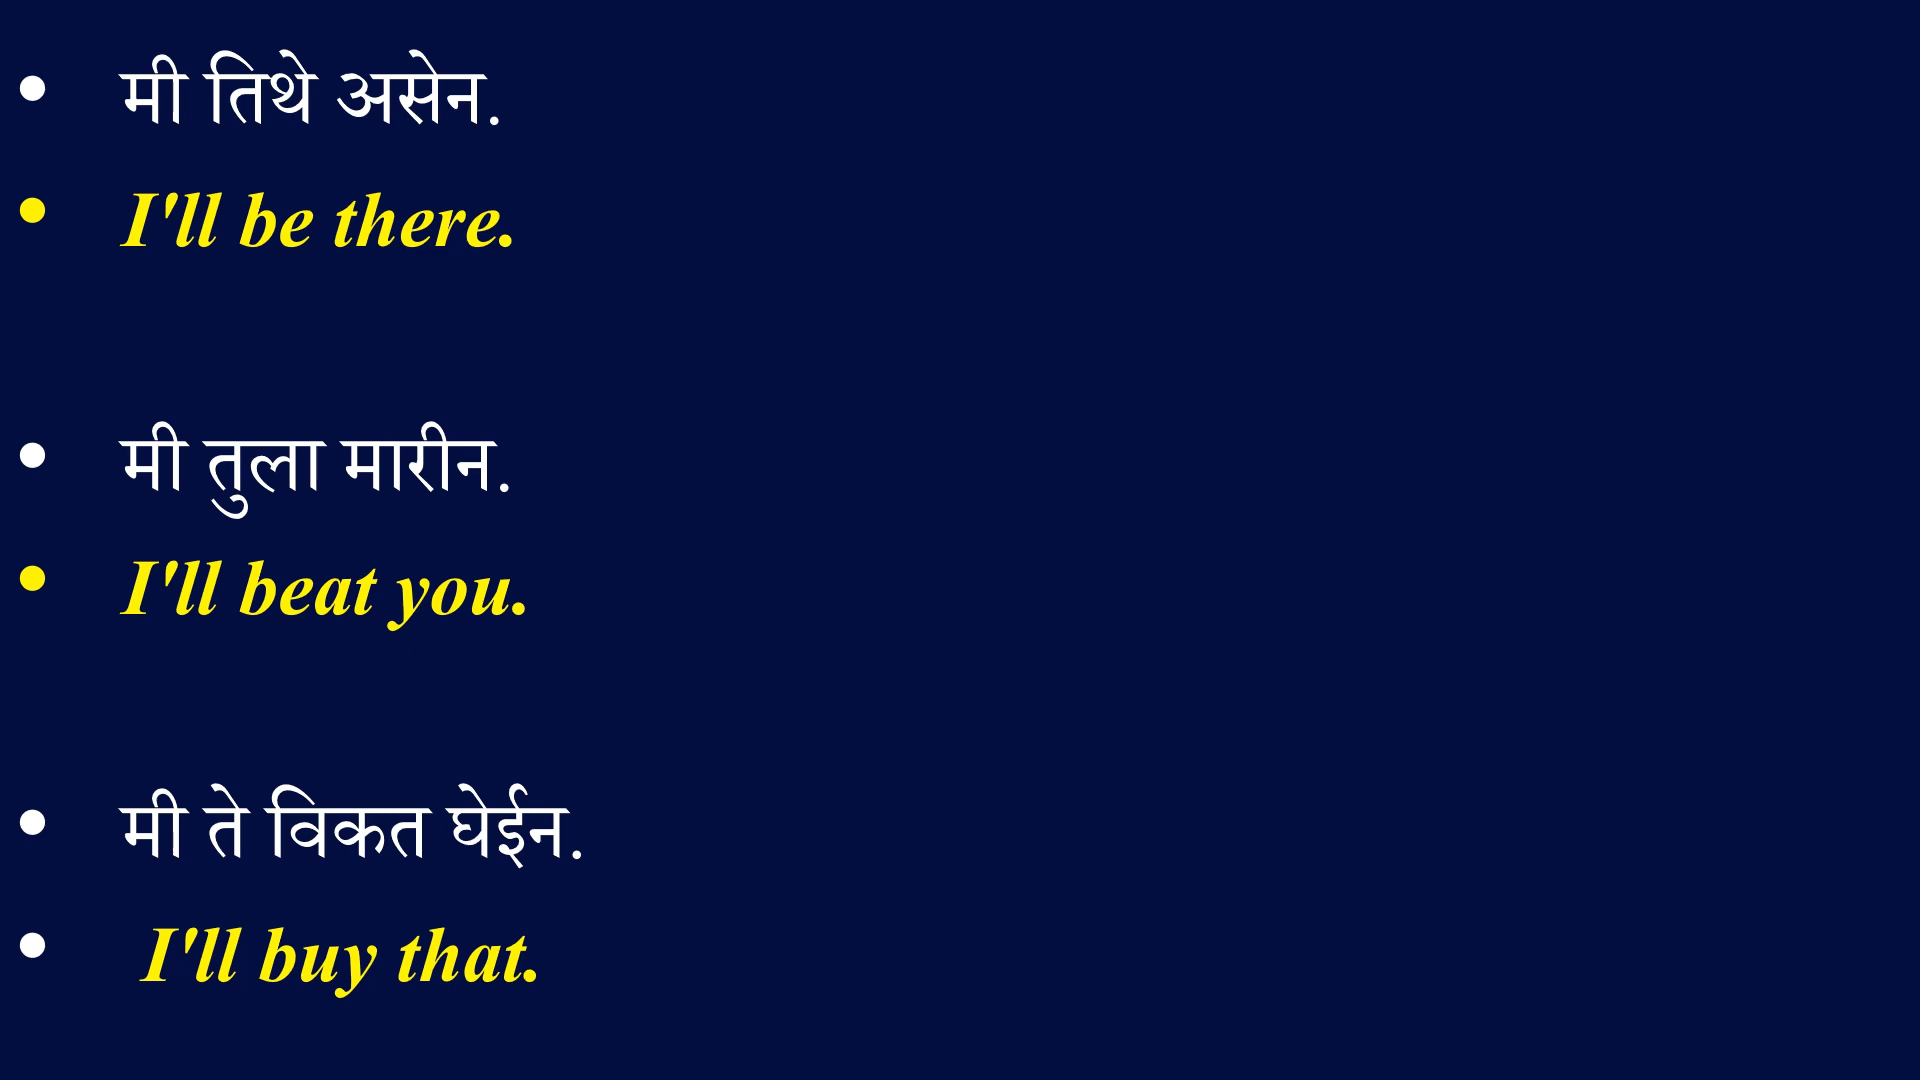 • मी तिथे असेन.
• I'll be there.
• मी तुला मारीन.
• I'll beat you.
• मी ते विकत घेईन.
• I'll buy that.